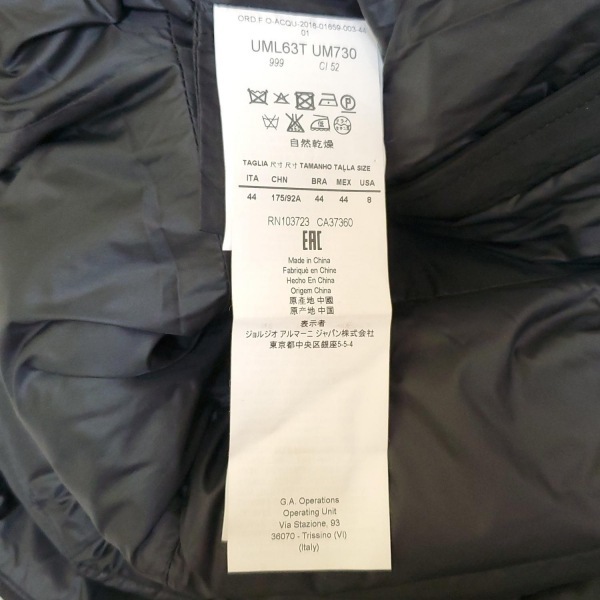 ORD.F O-ACQU-2018-01659-003-44
01
UML63T UM730
999 Cl 52
自然乾燥
TAGLIA 尺寸 尺寸 TAMANHO TALLA SIZE
ITA CHN BRA MEX USA
44 175/92A 44 44 8
RN103723 CA37360
EAC
Made in China
Fabriqué en Chine
Hecho En China
Origem China
原產地 中國
原产地 中国
表示者
ジョルジオ アルマーニ ジャパン株式会社
東京都中央区銀座5-5-4
G.A. Operations
Operating Unit
Via Stazione, 93
36070 - Trissino (VI)
(Italy)